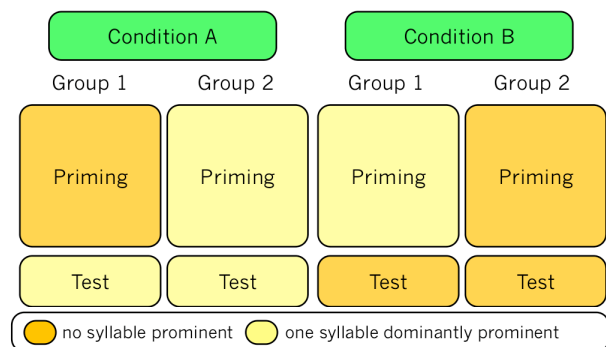 Condition A Condition B
Group 1 Group 2 Group 1 Group 2
Priming Priming Priming Priming
Test Test Test Test
no syllable prominent one syllable dominantly prominent